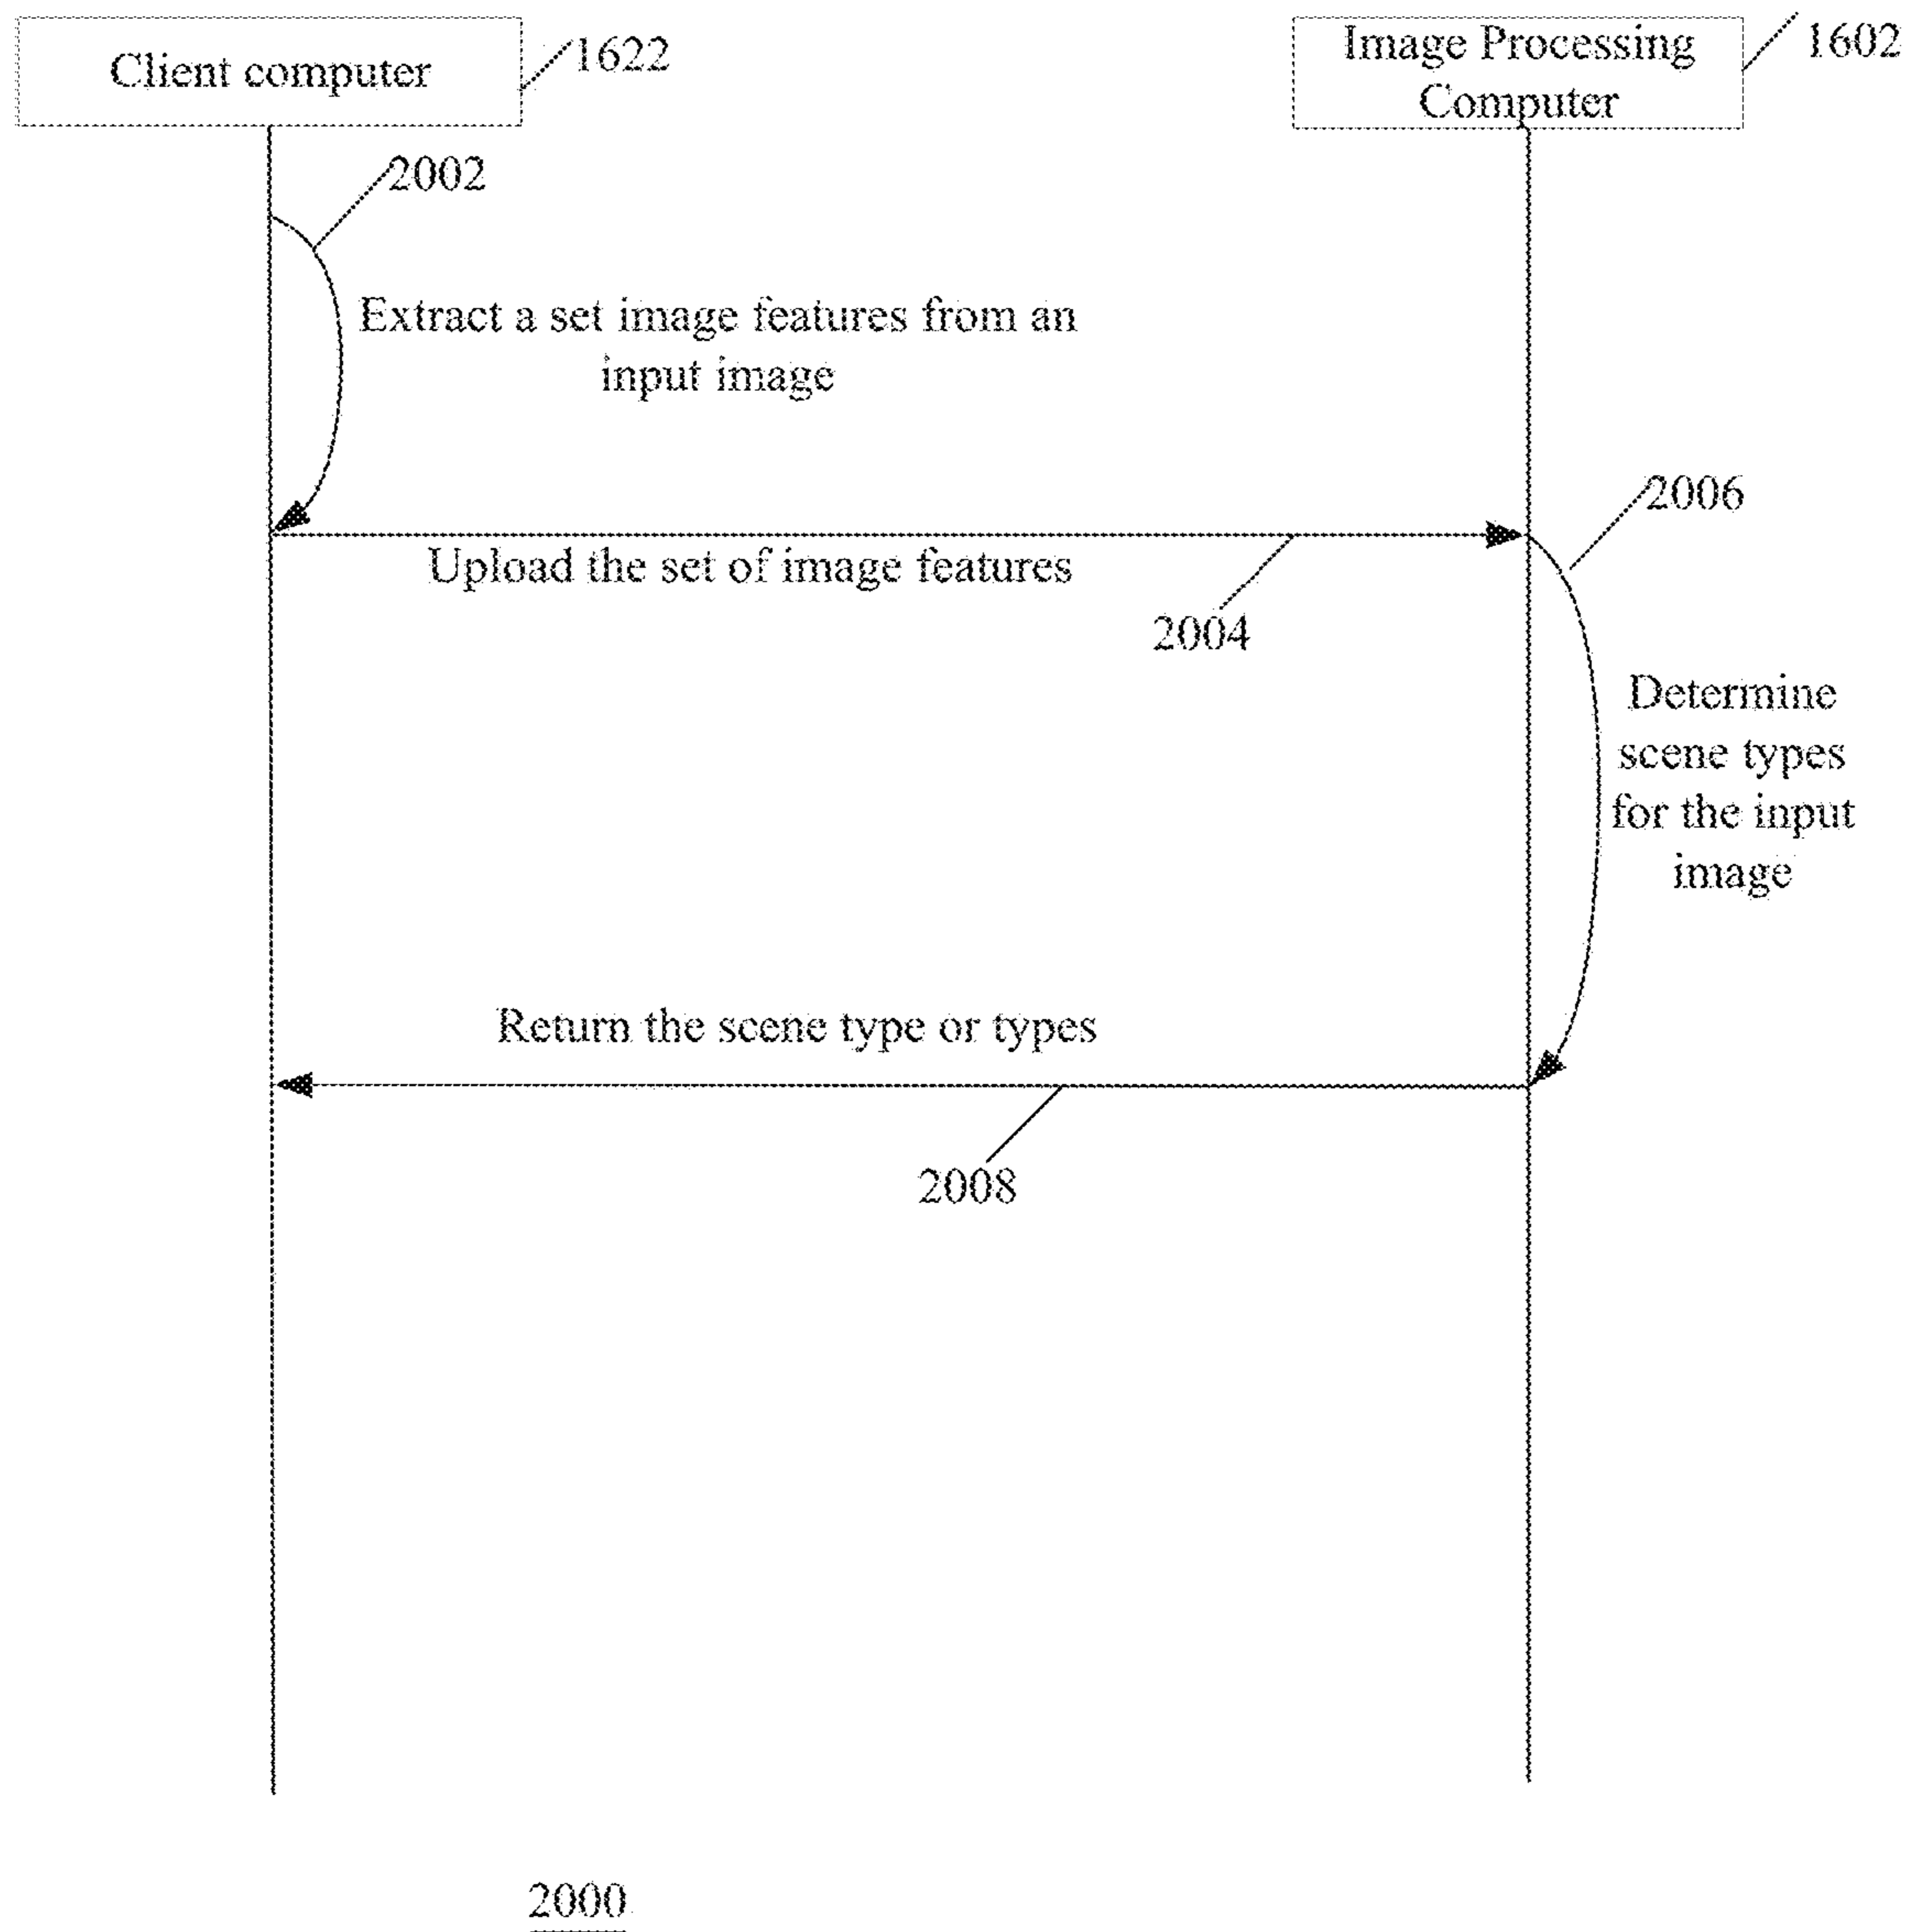 Client computer
1622
Image Processing
Computer
1602
2002
Extract a set image features from an
input image
2006
Upload the set of image features
2004
Determine
scene types
for the input
image
Return the scene type or types
2008
2000